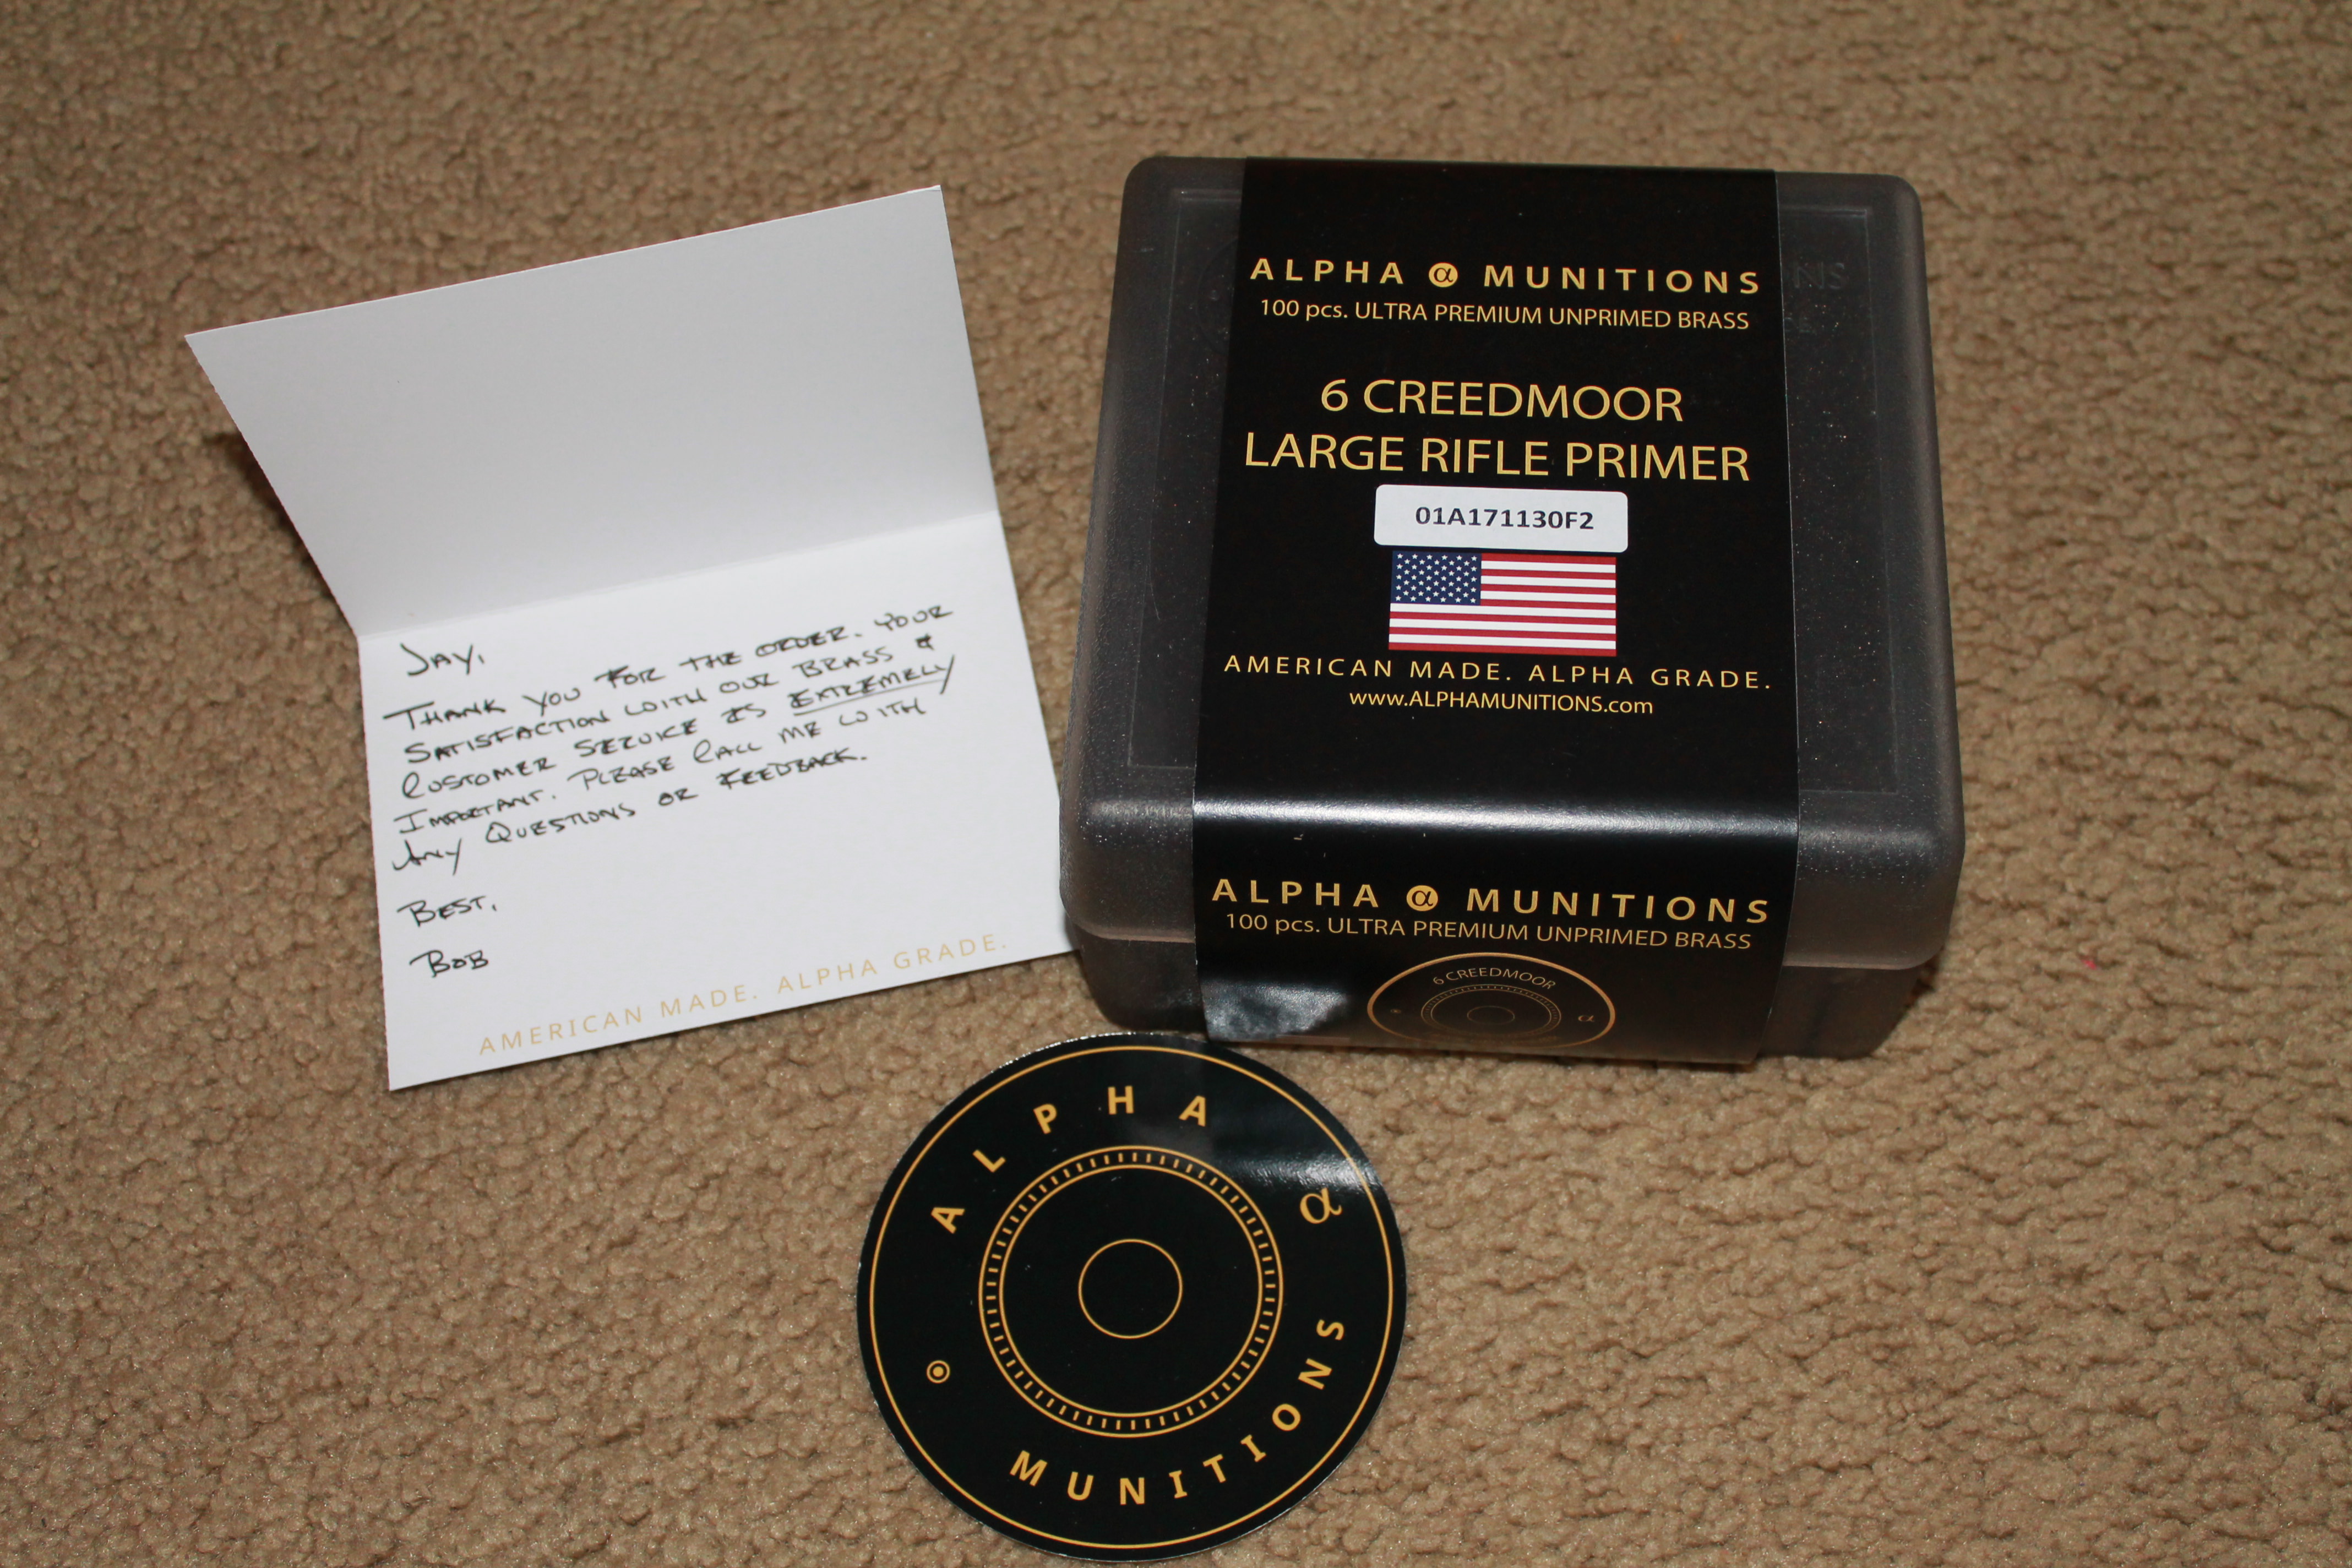 JAY,
THANK YOU FOR THE ORDER. YOUR
SATISFACTION WITH OUR BRASS &
CUSTOMER SERVICE IS EXTREMELY
IMPORTANT. PLEASE CALL ME WITH
ANY QUESTIONS OR FEEDBACK.
BEST,
BOB
AMERICAN MADE. ALPHA GRADE.
ALPHA α MUNITIONS
100 pcs. ULTRA PREMIUM UNPRIMED BRASS
6 CREEDMOOR
LARGE RIFLE PRIMER
01A171130F2
AMERICAN MADE. ALPHA GRADE.
www.ALPHAMUNITIONS.com
ALPHA α MUNITIONS
100 pcs. ULTRA PREMIUM UNPRIMED BRASS
6 CREEDMOOR
α
ALPHA α
MUNITIONS